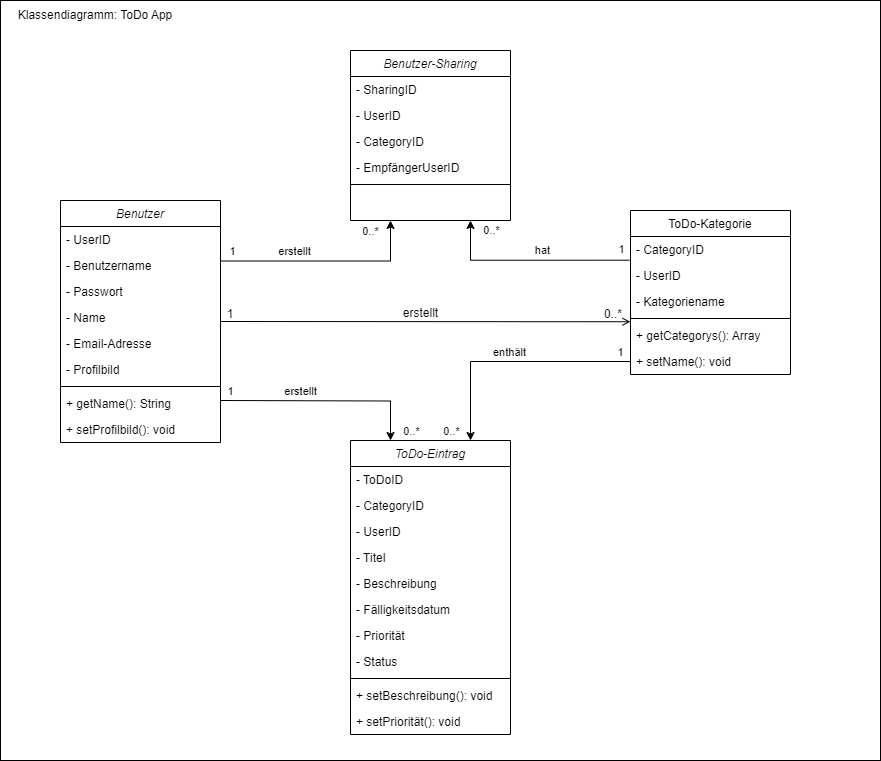 Klassendiagramm: ToDo App
Benutzer-Sharing
- SharingID
- UserID
- CategoryID
- EmpfängerUserID
Benutzer
- UserID
- Benutzername
- Passwort
- Name
- Email-Adresse
- Profilbild
+ getName(): String
+ setProfilbild(): void
ToDo-Kategorie
- CategoryID
- UserID
- Kategoriename
+ getCategorys(): Array
+ setName(): void
1 erstellt 0..*
0..* hat 1
1 erstellt 0..*
enthält 1
0..*
1 erstellt
0..*
ToDo-Eintrag
- ToDoID
- CategoryID
- UserID
- Titel
- Beschreibung
- Fälligkeitsdatum
- Priorität
- Status
+ setBeschreibung(): void
+ setPriorität(): void